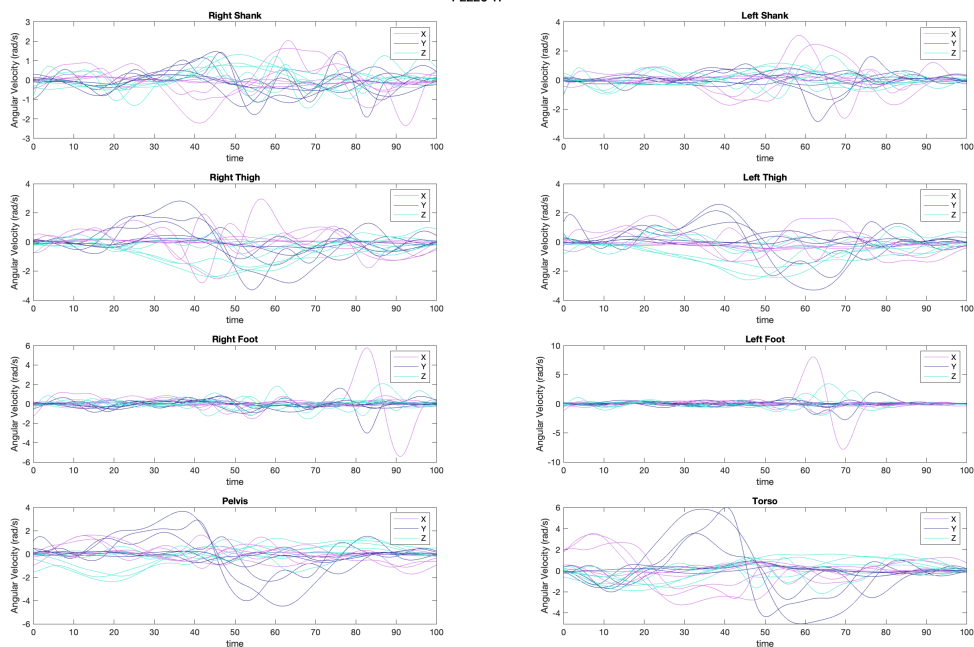 Right Shank
Angular Velocity (rad/s)
3
2
1
0
-1
-2
-3
0 10 20 30 40 50 60 70 80 90 100
time
X
Y
Z
Left Shank
Angular Velocity (rad/s)
4
2
0
-2
-4
0 10 20 30 40 50 60 70 80 90 100
time
X
Y
Z
Right Thigh
Angular Velocity (rad/s)
4
2
0
-2
-4
0 10 20 30 40 50 60 70 80 90 100
time
X
Y
Z
Left Thigh
Angular Velocity (rad/s)
4
2
0
-2
-4
0 10 20 30 40 50 60 70 80 90 100
time
X
Y
Z
Right Foot
Angular Velocity (rad/s)
6
4
2
0
-2
-4
-6
0 10 20 30 40 50 60 70 80 90 100
time
X
Y
Z
Left Foot
Angular Velocity (rad/s)
10
5
0
-5
-10
0 10 20 30 40 50 60 70 80 90 100
time
X
Y
Z
Pelvis
Angular Velocity (rad/s)
4
2
0
-2
-4
-6
0 10 20 30 40 50 60 70 80 90 100
time
X
Y
Z
Torso
Angular Velocity (rad/s)
6
4
2
0
-2
-4
0 10 20 30 40 50 60 70 80 90 100
time
X
Y
Z